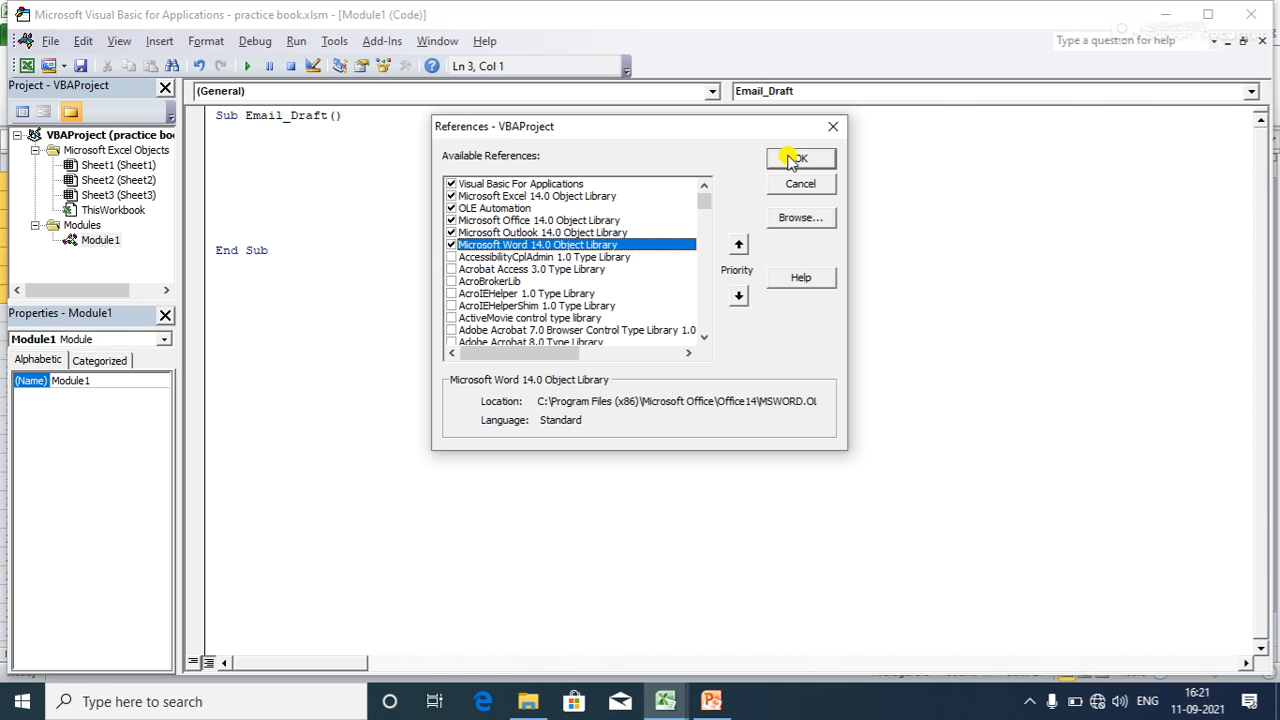 Microsoft Visual Basic for Applications - practice book.xlsm - [Module1 (Code)]
File Edit View Insert Format Debug Run Tools Add-Ins Window Help
Type a question for help
Ln 3, Col 1
Project - VBAProject
(General)
Email_Draft
Sub Email_Draft()
VBAProject (practice bo
Microsoft Excel Objects
Sheet1 (Sheet1)
Sheet2 (Sheet2)
Sheet3 (Sheet3)
ThisWorkbook
Modules
Module1
End Sub
References - VBAProject
Available References:
OK
Visual Basic For Applications
Microsoft Excel 14.0 Object Library
OLE Automation
Microsoft Office 14.0 Object Library
Microsoft Outlook 14.0 Object Library
Microsoft Word 14.0 Object Library
AccessibilityCplAdmin 1.0 Type Library
Acrobat Access 3.0 Type Library
AcroBrokerLib
AcroIEHelper 1.0 Type Library
AcroIEHelperShim 1.0 Type Library
ActiveMovie control type library
Adobe Acrobat 7.0 Browser Control Type Library 1.0
Adobe Acrobat 8.0 Type Library
Cancel
Browse...
Priority
Help
Microsoft Word 14.0 Object Library
Location: C:\Program Files (x86)\Microsoft Office\Office14\MSWORD.OL
Language: Standard
Properties - Module1
Module1 Module
Alphabetic Categorized
(Name) Module1
Type here to search
ENG
16:21
11-09-2021